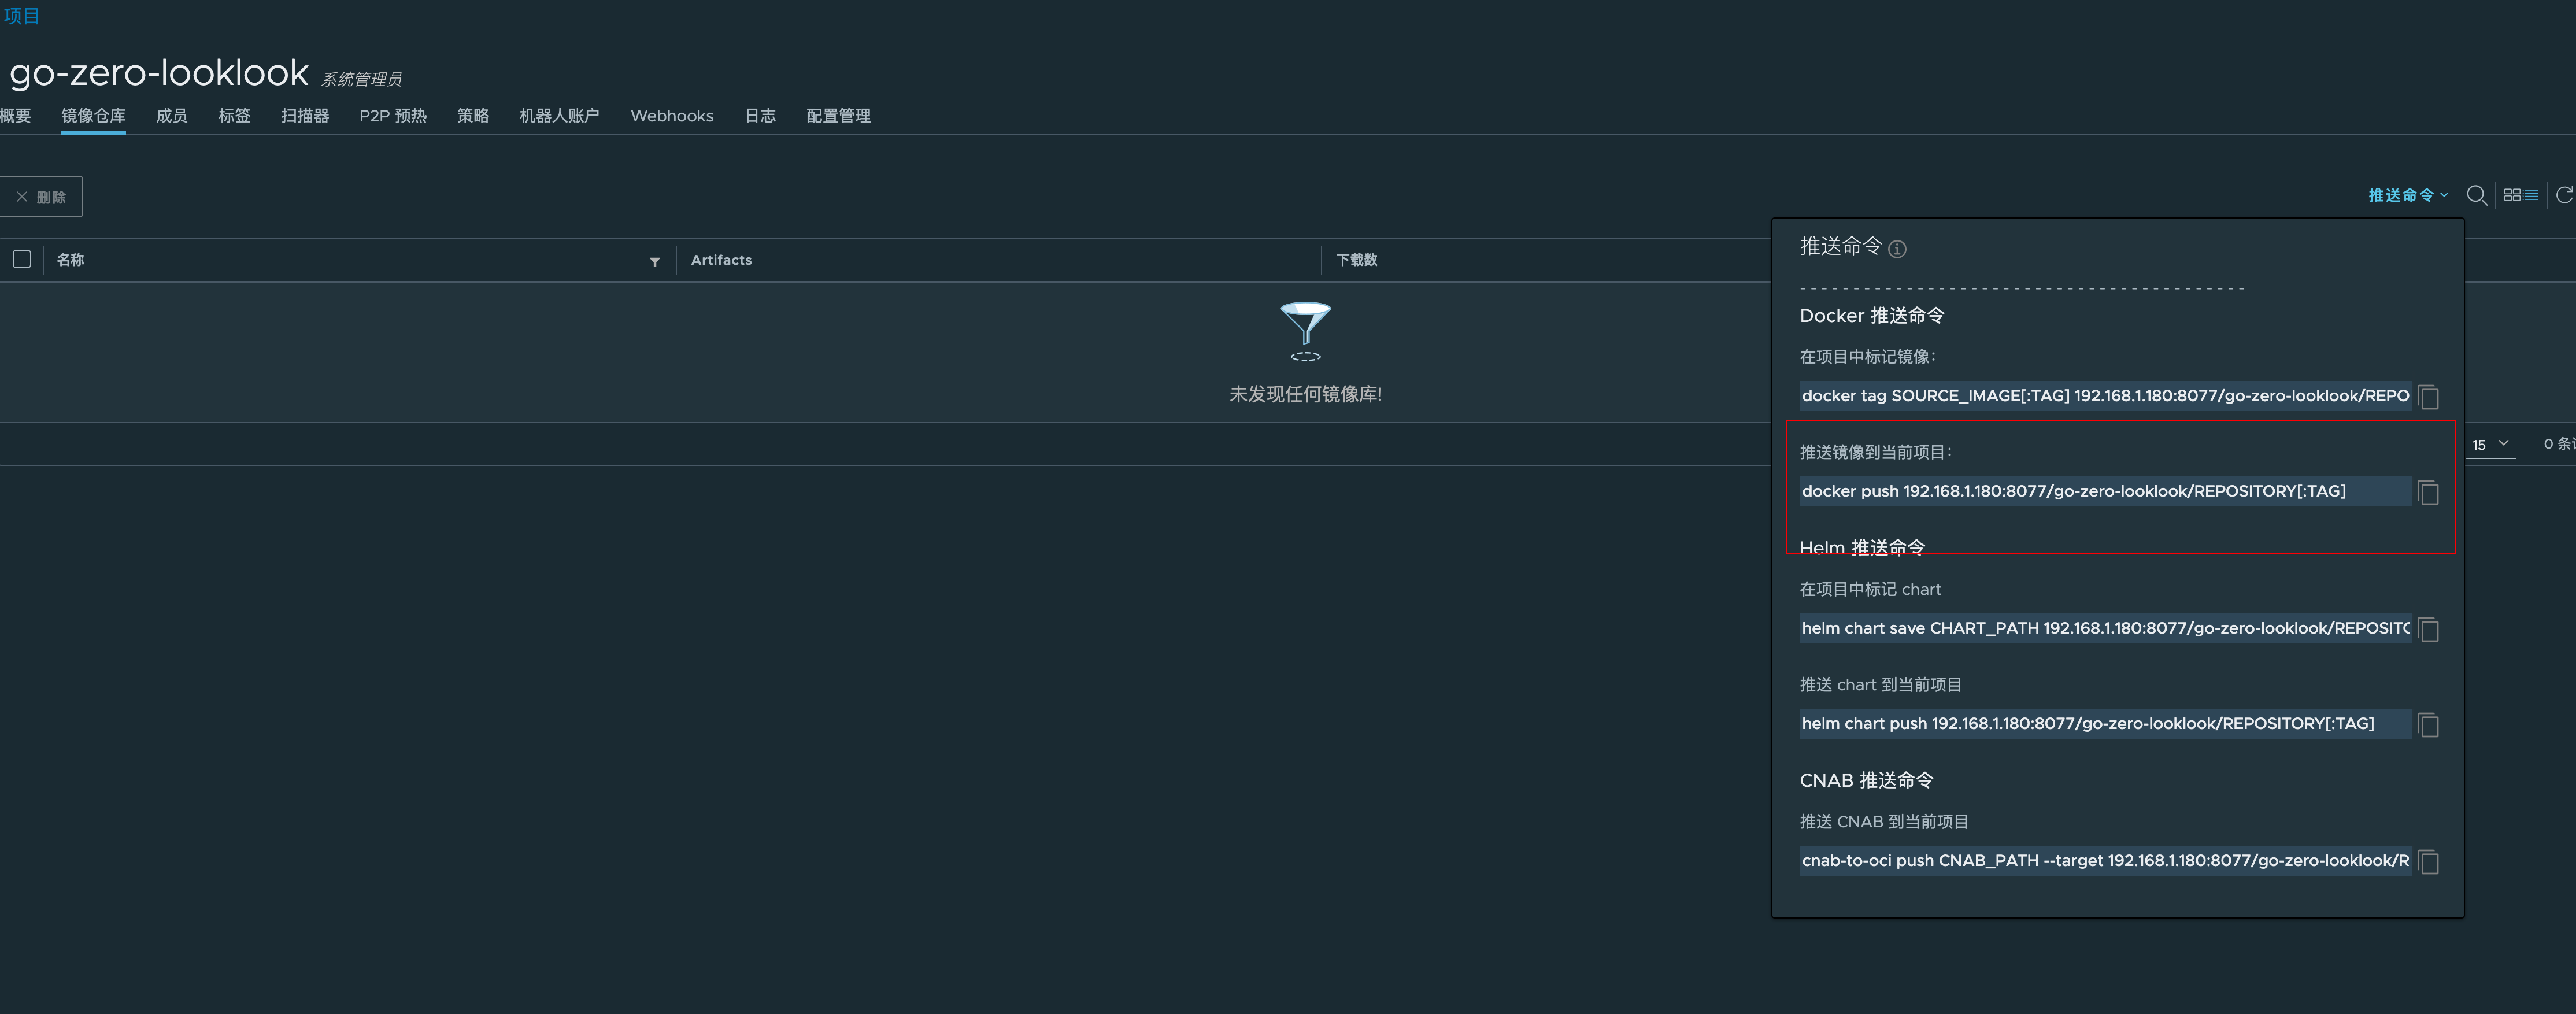 项目
go-zero-looklook 系统管理员
概要 镜像仓库 成员 标签 扫描器 P2P 预热 策略 机器人账户 Webhooks 日志 配置管理
删除
推送命令
名称 Artifacts 下载数
未发现任何镜像库!
15 0 条
推送命令
----------------------------------------
Docker 推送命令
在项目中标记镜像:
docker tag SOURCE_IMAGE[:TAG] 192.168.1.180:8077/go-zero-looklook/REPO
推送镜像到当前项目:
docker push 192.168.1.180:8077/go-zero-looklook/REPOSITORY[:TAG]
Helm 推送命令
在项目中标记 chart
helm chart save CHART_PATH 192.168.1.180:8077/go-zero-looklook/REPOSITO
推送 chart 到当前项目
helm chart push 192.168.1.180:8077/go-zero-looklook/REPOSITORY[:TAG]
CNAB 推送命令
推送 CNAB 到当前项目
cnab-to-oci push CNAB_PATH --target 192.168.1.180:8077/go-zero-looklook/R